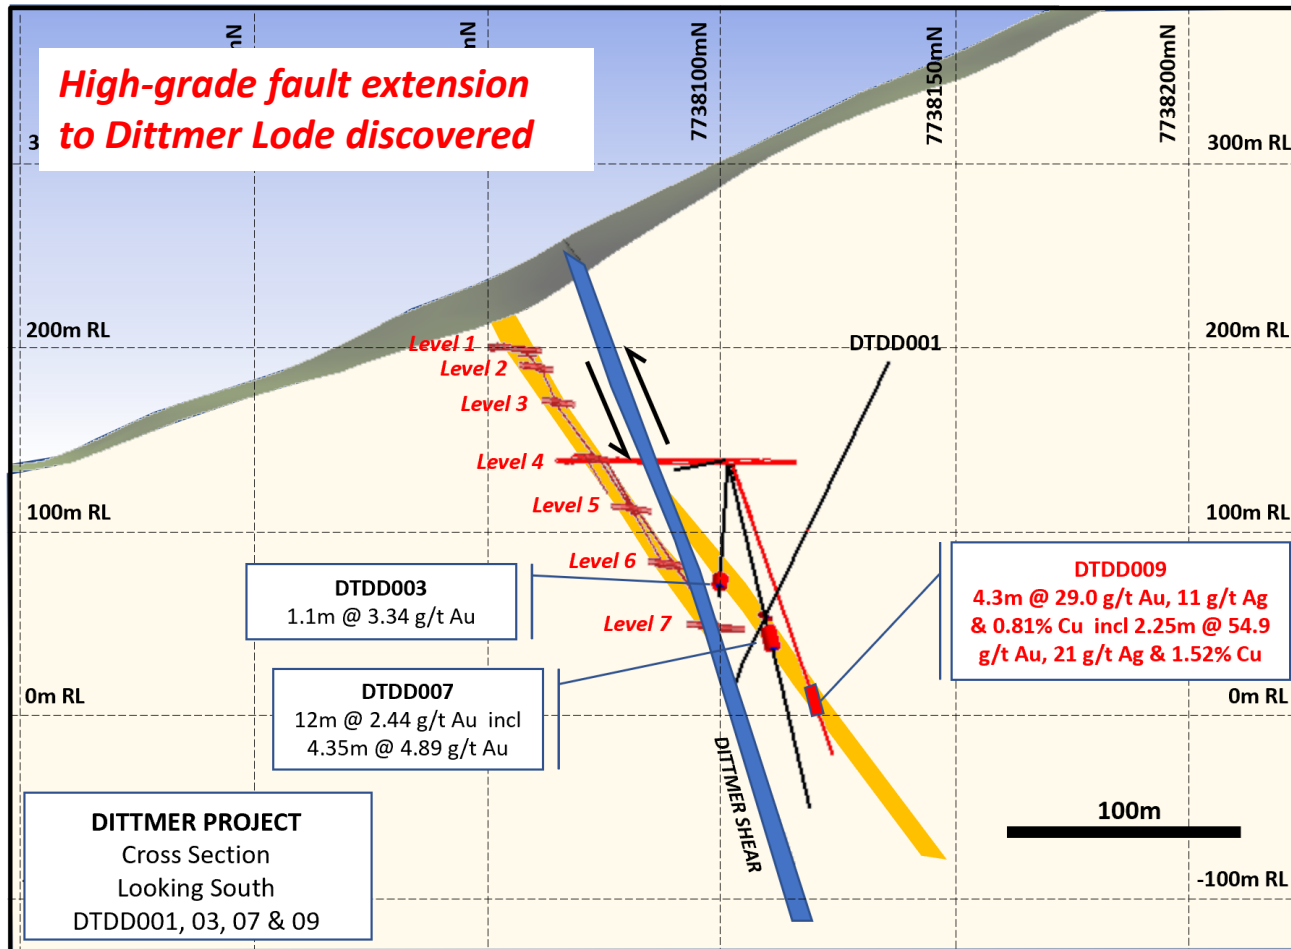 High-grade fault extension
to Dittmer Lode discovered
mN
mN
7738100mN
7738150mN
7738200mN
300m RL
200m RL
200m RL
100m RL
100m RL
0m RL
0m RL
-100m RL
Level 1
Level 2
Level 3
Level 4
Level 5
Level 6
Level 7
DTDD001
DTDD003
1.1m @ 3.34 g/t Au
DTDD007
12m @ 2.44 g/t Au incl
4.35m @ 4.89 g/t Au
DTDD009
4.3m @ 29.0 g/t Au, 11 g/t Ag
& 0.81% Cu incl 2.25m @ 54.9
g/t Au, 21 g/t Ag & 1.52% Cu
DITTMER SHEAR
100m
DITTMER PROJECT
Cross Section
Looking South
DTDD001, 03, 07 & 09